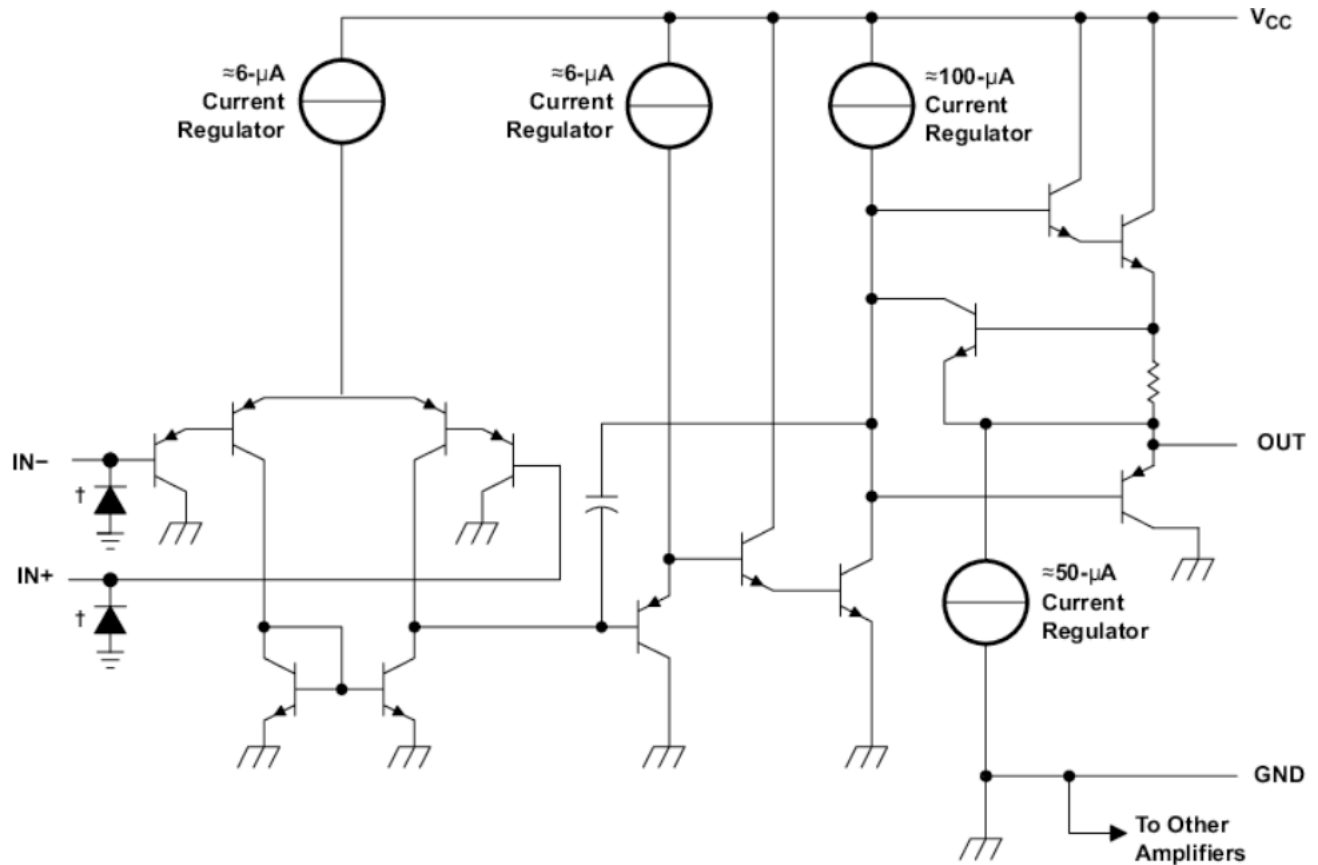 V_CC
≈6-µA
Current
Regulator
≈6-µA
Current
Regulator
≈100-µA
Current
Regulator
IN−
†
OUT
IN+
†
≈50-µA
Current
Regulator
GND
To Other
Amplifiers